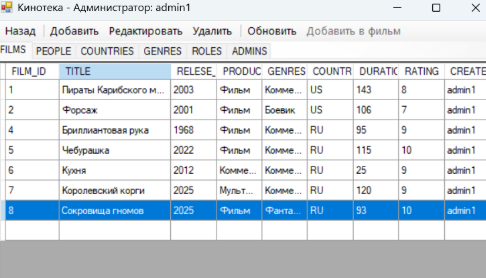 Кинотека - Администратор: admin1
Назад Добавить Редактировать Удалить Обновить Добавить в фильм
FILMS PEOPLE COUNTRIES GENRES ROLES ADMINS
FILM_ID TITLE RELESE_ PRODUC GENRES COUNTR DURATIC RATING CREATE
1 Пираты Карибского м... 2003 Фильм Комме... US 143 8 admin1
2 Форсаж 2001 Фильм Боевик US 106 7 admin1
4 Бриллиантовая рука 1968 Фильм Комме... RU 95 9 admin1
5 Чебурашка 2022 Фильм Комме... RU 115 10 admin1
6 Кухня 2012 Комме... Комме... RU 25 9 admin1
7 Королевский корги 2025 Мульт... Комме... RU 120 9 admin1
8 Сокровища гномов 2025 Фильм Фанта... RU 93 10 admin1